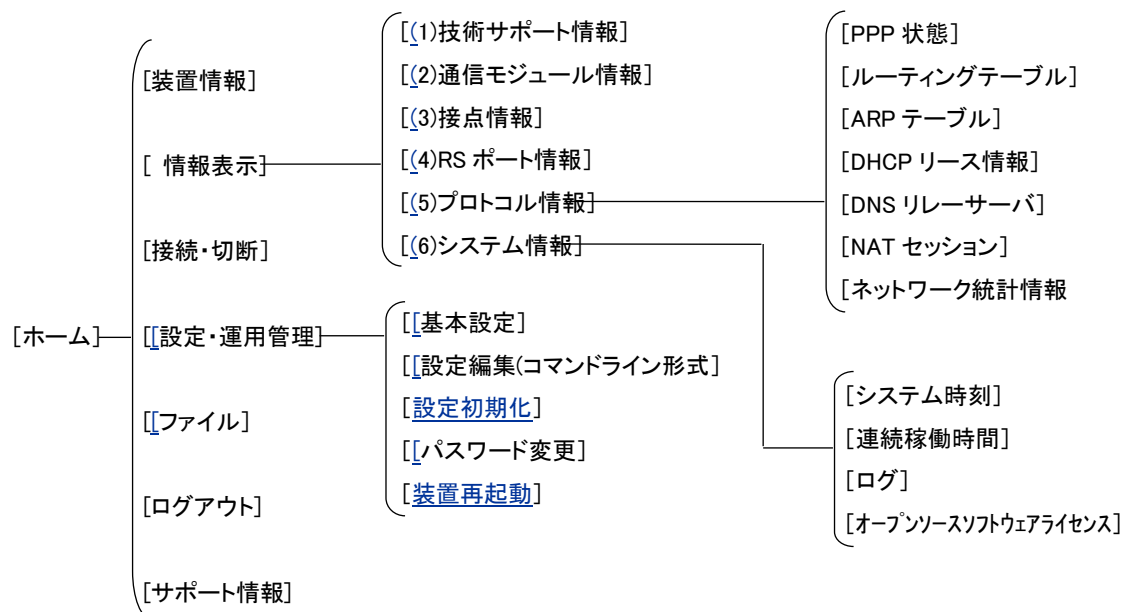 [ホーム]
[装置情報]
[ 情報表示]
[接続・切断]
[[設定・運用管理]
[[ファイル]
[ログアウト]
[サポート情報]
[(1)技術サポート情報]
[(2)通信モジュール情報]
[(3)接点情報]
[(4)RS ポート情報]
[(5)プロトコル情報]
[(6)システム情報]
[[基本設定]
[[設定編集(コマンドライン形式]
[設定初期化]
[[パスワード変更]
[装置再起動]
[PPP 状態]
[ルーティングテーブル]
[ARP テーブル]
[DHCP リース情報]
[DNS リレーサーバ]
[NAT セッション]
[ネットワーク統計情報
[システム時刻]
[連続稼働時間]
[ログ]
[オープンソースソフトウェアライセンス]